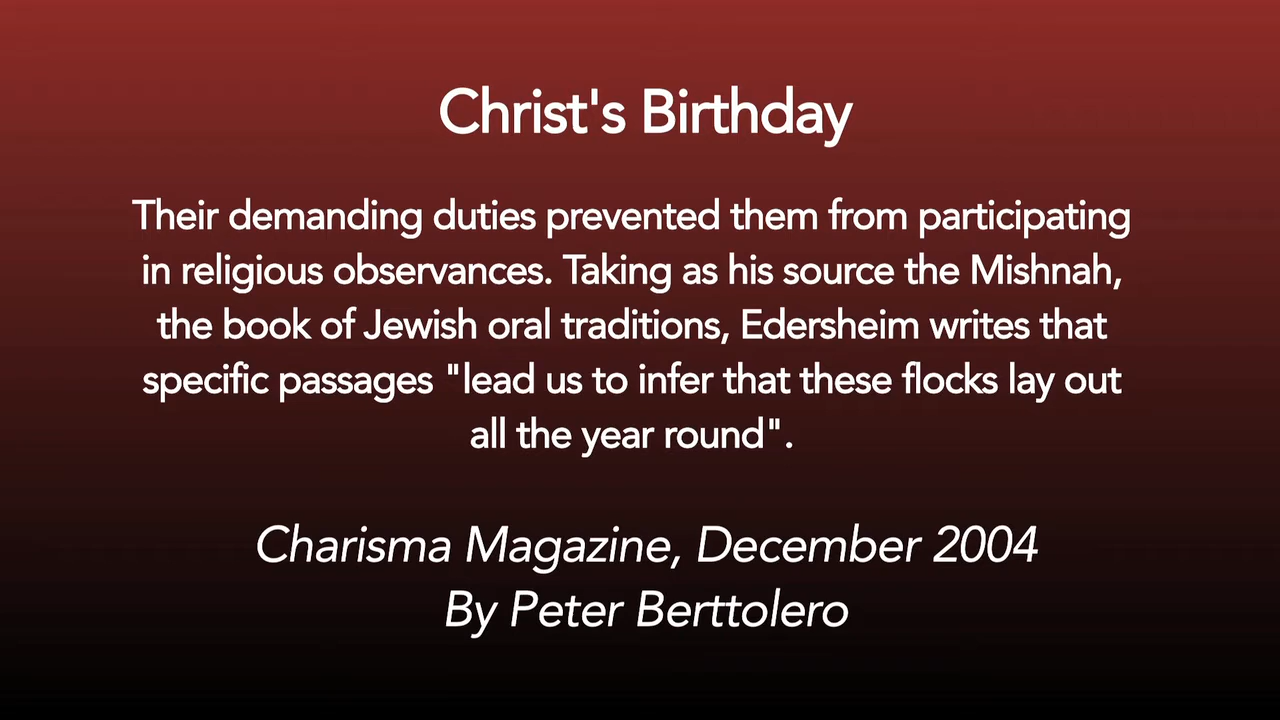 Christ's Birthday
Their demanding duties prevented them from participating
in religious observances. Taking as his source the Mishnah,
the book of Jewish oral traditions, Edersheim writes that
specific passages "lead us to infer that these flocks lay out
all the year round".
Charisma Magazine, December 2004
By Peter Berttolero